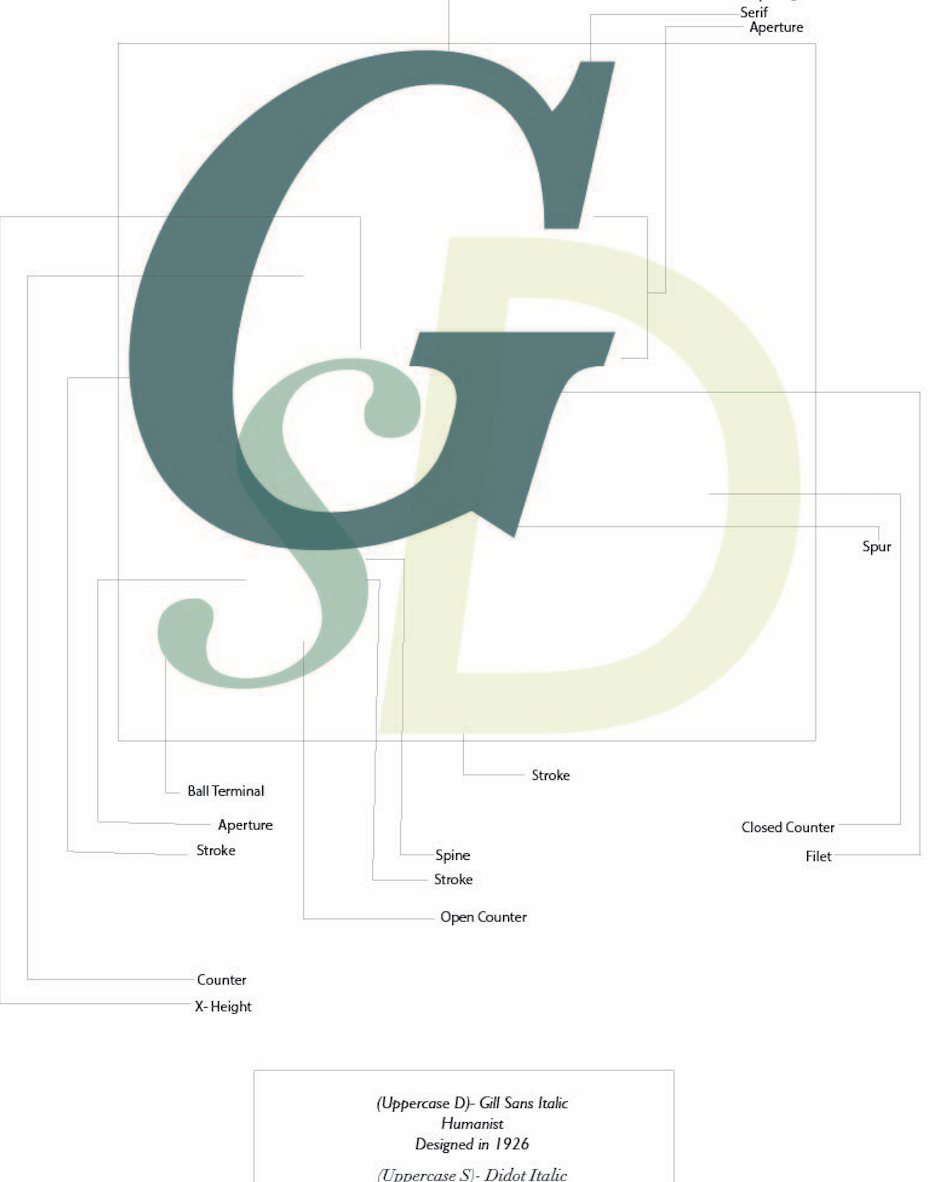 Serif
Aperture
G
D
s
Spur
Stroke
Ball Terminal
Aperture
Closed Counter
Stroke
Spine
Filet
Stroke
Open Counter
Counter
X- Height
(Uppercase D)- Gill Sans Italic
Humanist
Designed in 1926
(Uppercase S)- Didot Italic